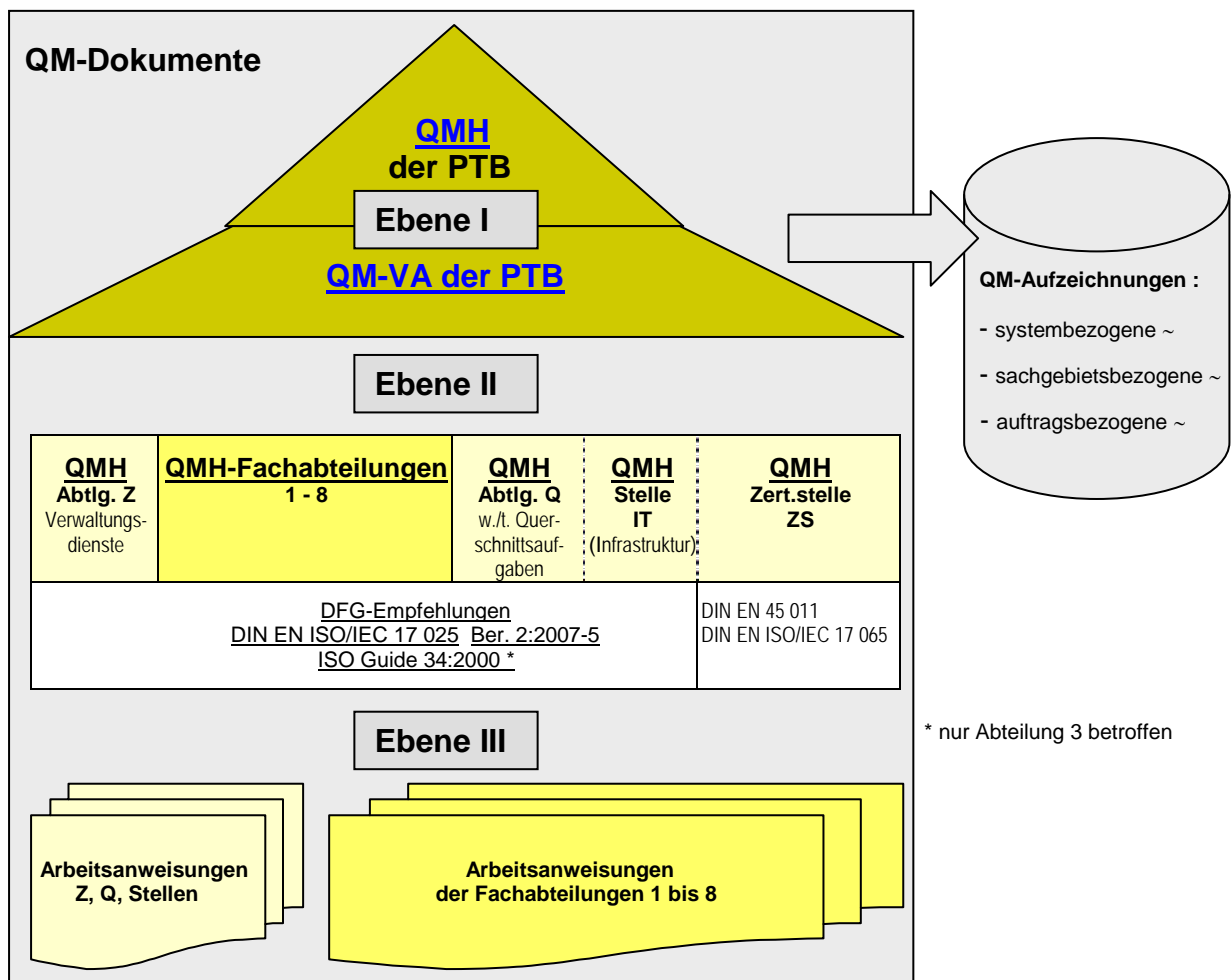 QM-Dokumente
QMH
der PTB
Ebene I
QM-VA der PTB
QM-Aufzeichnungen :
- systembezogene ~
- sachgebietsbezogene ~
- auftragsbezogene ~
Ebene II
QMH
Abtlg. Z
Verwaltungs-
dienste
QMH-Fachabteilungen
1 - 8
QMH
Abtlg. Q
w./t. Quer-
schnittsauf-
gaben
QMH
Stelle
IT
(Infrastruktur)
QMH
Zert.stelle
ZS
DFG-Empfehlungen
DIN EN ISO/IEC 17 025 Ber. 2:2007-5
ISO Guide 34:2000 *
DIN EN 45 011
DIN EN ISO/IEC 17 065
Ebene III
* nur Abteilung 3 betroffen
Arbeitsanweisungen
Z, Q, Stellen
Arbeitsanweisungen
der Fachabteilungen 1 bis 8